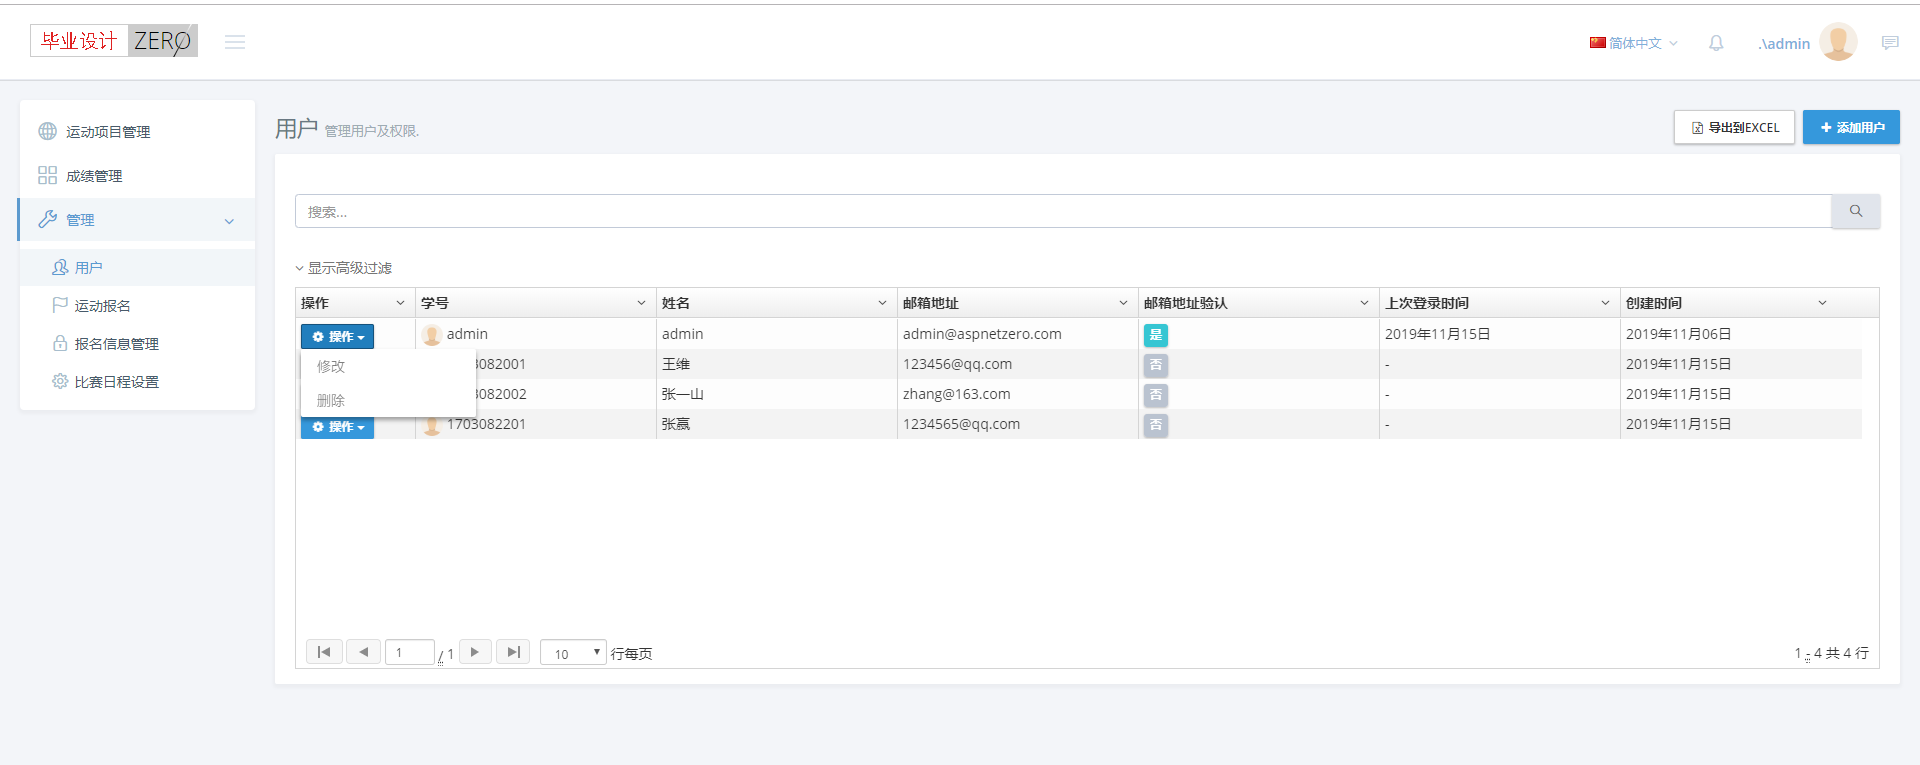 毕业设计 ZERO
简体中文
.\admin
运动项目管理
成绩管理
管理
用户
运动报名
报名信息管理
比赛日程设置
用户 管理用户及权限.
导出到EXCEL
添加用户
搜索...
显示高级过滤
操作 学号 姓名 邮箱地址 邮箱地址验认 上次登录时间 创建时间
操作 admin admin admin@aspnetzero.com 是 2019年11月15日 2019年11月06日
修改 3082001 王维 123456@qq.com 否 - 2019年11月15日
删除 3082002 张一山 zhang@163.com 否 - 2019年11月15日
操作 1703082201 张嬴 1234565@qq.com 否 - 2019年11月15日
1 / 1 10 行每页
1 - 4 共 4 行